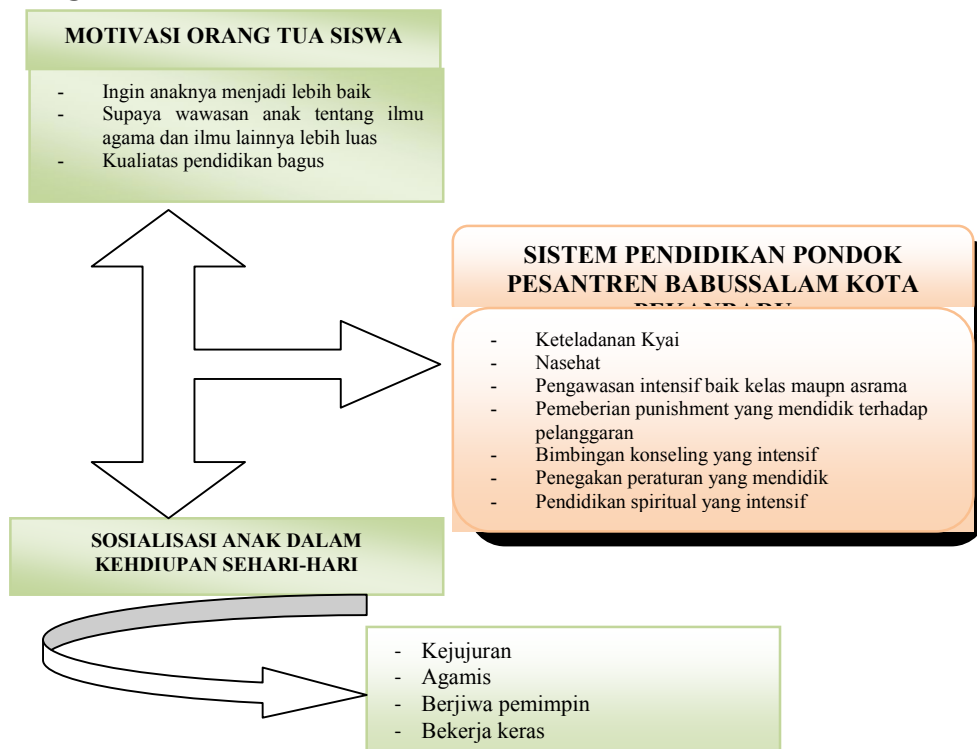 MOTIVASI ORANG TUA SISWA
- Ingin anaknya menjadi lebih baik
- Supaya wawasan anak tentang ilmu
agama dan ilmu lainnya lebih luas
- Kualiatas pendidikan bagus
SISTEM PENDIDIKAN PONDOK
PESANTREN BABUSSALAM KOTA
- Keteladanan Kyai
- Nasehat
- Pengawasan intensif baik kelas maupn asrama
- Pemeberian punishment yang mendidik terhadap
pelanggaran
- Bimbingan konseling yang intensif
- Penegakan peraturan yang mendidik
- Pendidikan spiritual yang intensif
SOSIALISASI ANAK DALAM
KEHDIUPAN SEHARI-HARI
- Kejujuran
- Agamis
- Berjiwa pemimpin
- Bekerja keras